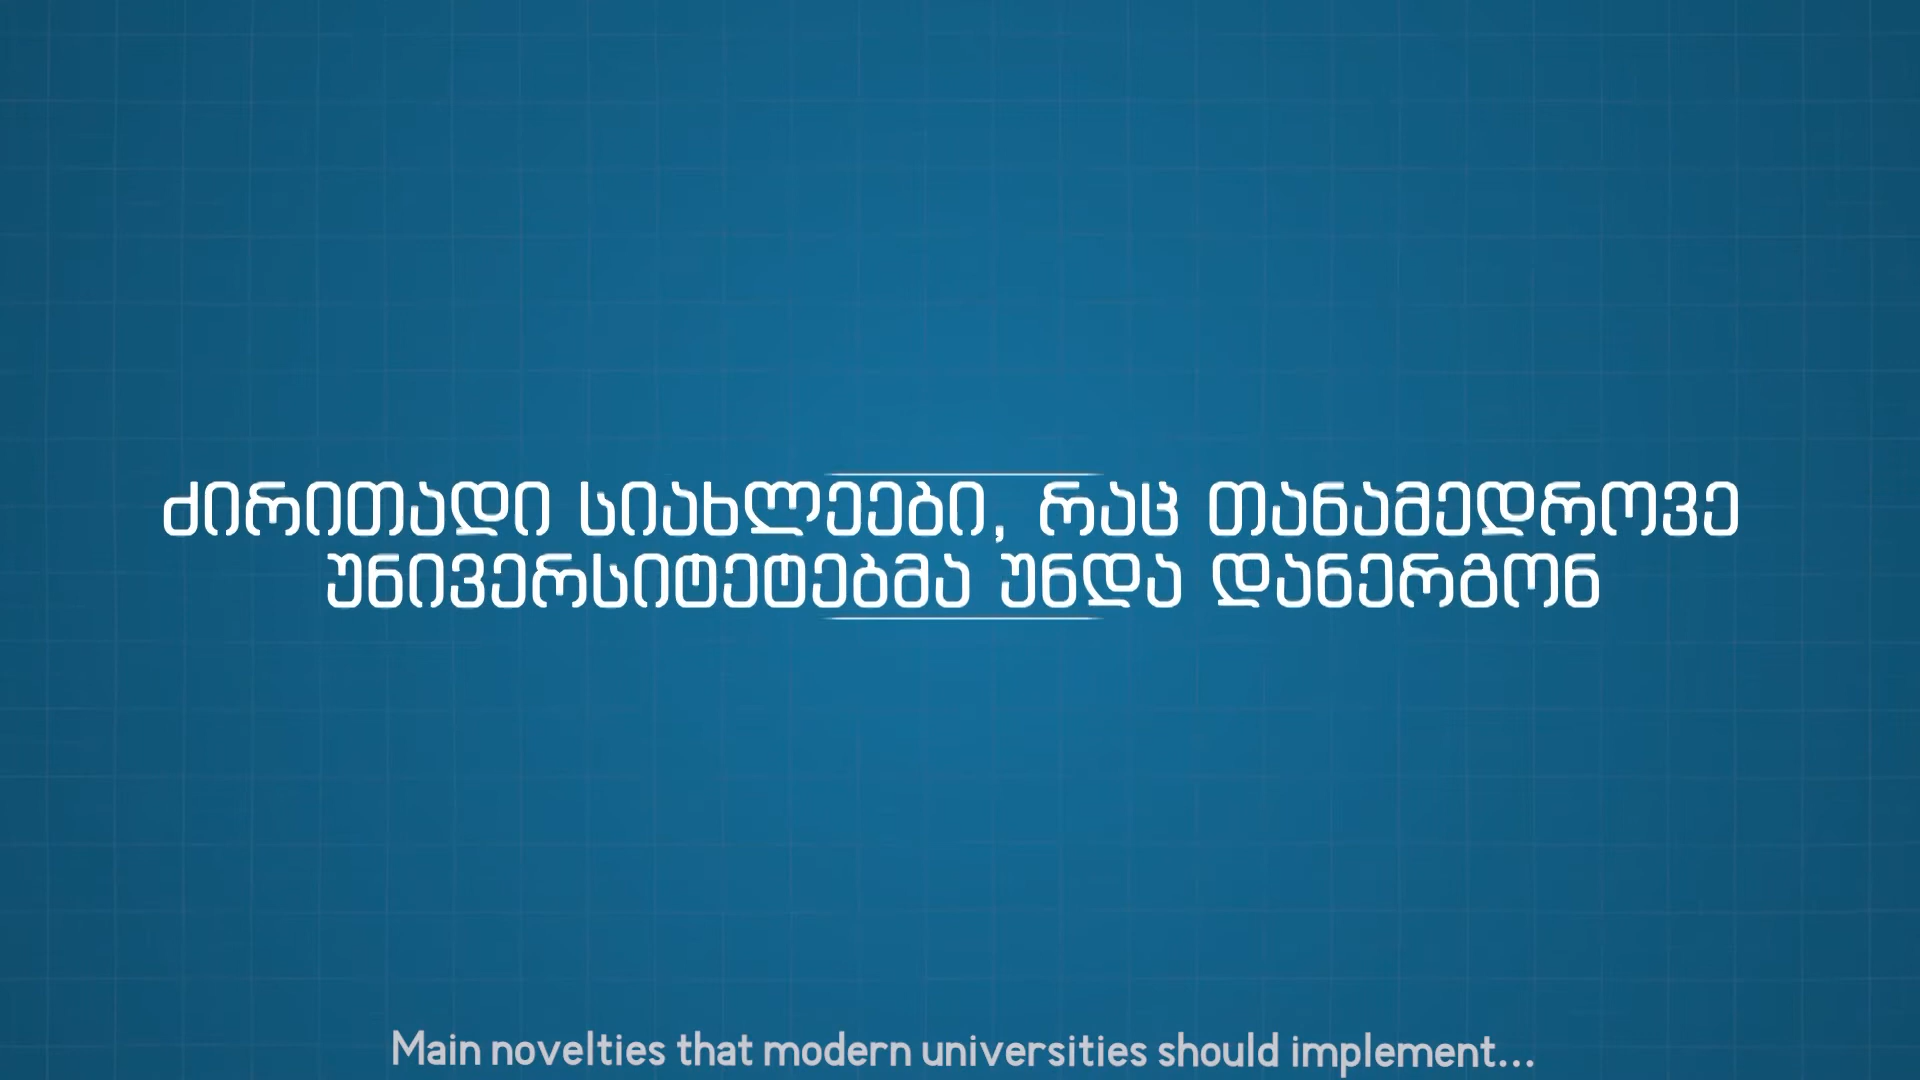 ძირითადი სიახლეები, რაც თანამედროვე
უნივერსიტეტებმა უნდა დანერგონ
Main novelties that modern universities should implement...